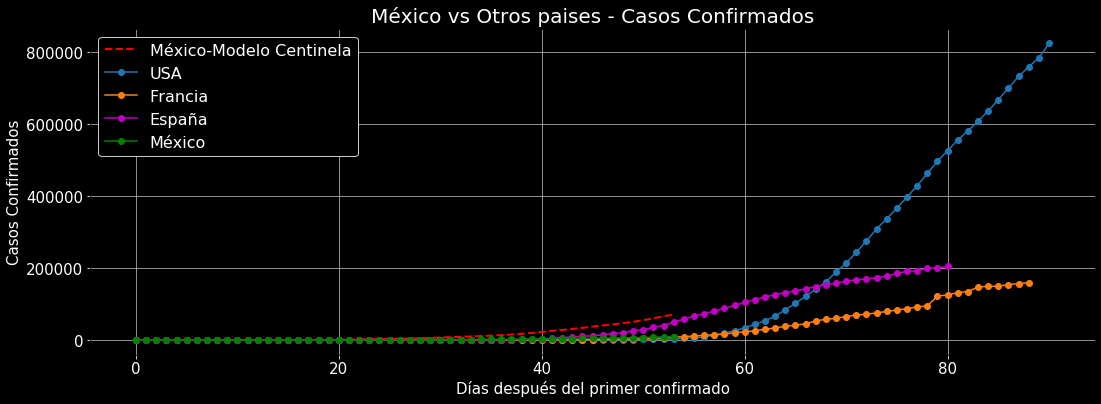 México vs Otros paises - Casos Confirmados
México-Modelo Centinela
USA
Francia
España
México
Casos Confirmados
800000
600000
400000
200000
0
0 20 40 60 80
Días después del primer confirmado